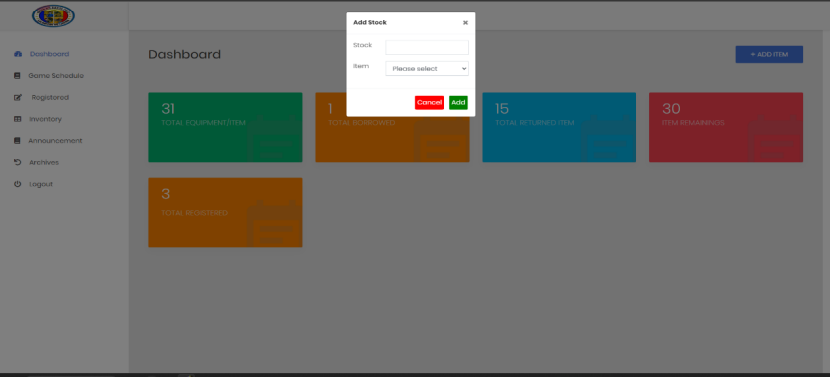 Add Stock
×
Stock
Item
Please select
Cancel
Add
Dashboard
Game Schedule
Registered
Inventory
Announcement
Archives
Logout
Dashboard
+ ADD ITEM
31
TOTAL EQUIPMENT/ITEM
1
TOTAL BORROWED
15
TOTAL RETURNED ITEM
30
ITEM REMAININGS
3
TOTAL REGISTERED